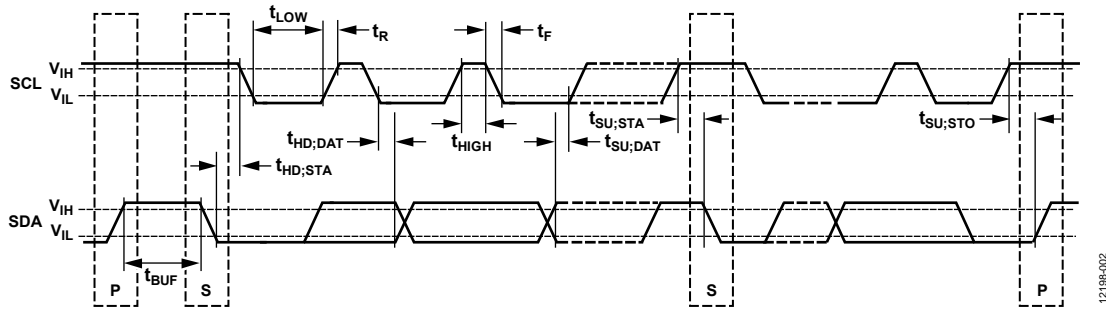 tLOW
tR
tF
VIH
SCL
VIL
tHD;DAT
tHIGH
tSU;DAT
tSU;STA
tSU;STO
tHD;STA
VIH
SDA
VIL
tBUF
P
S
S
P
12198-002